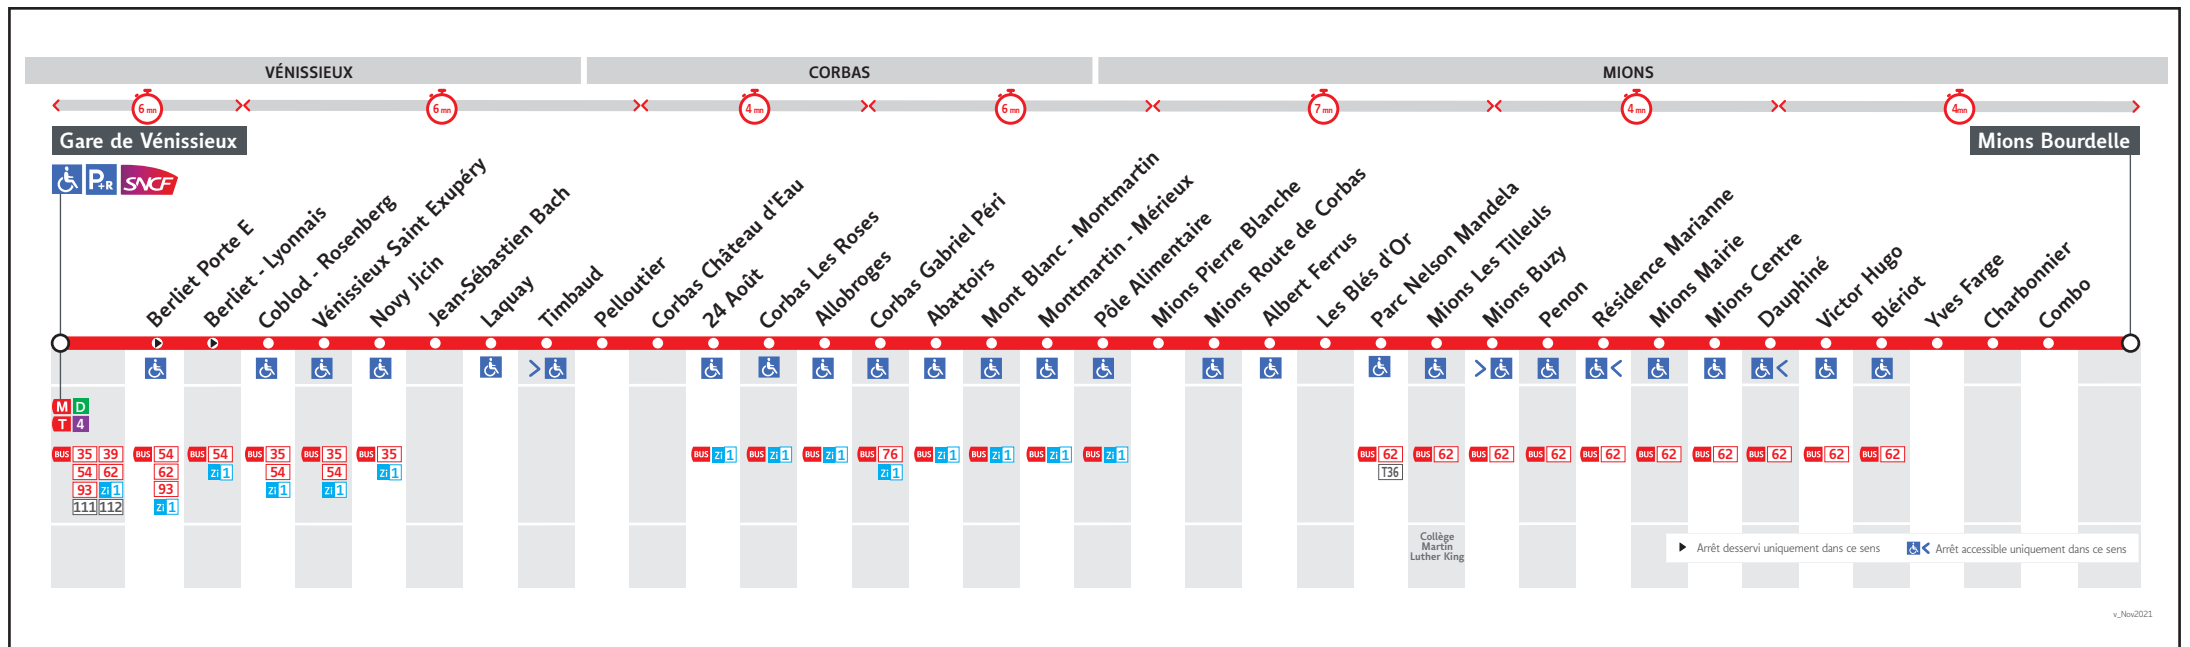 VÉNISSIEUX
CORBAS
MIONS
6 mn
6 mn
4 mn
6 mn
7 mn
4 mn
4mn
Gare de Vénissieux
Mions Bourdelle
P+R
SNCF
Berliet Porte E
Berliet - Lyonnais
Coblod - Rosenberg
Vénissieux Saint Exupéry
Novy Jicin
Jean-Sébastien Bach
Laquay
Timbaud
Pelloutier
Corbas Château d'Eau
24 Août
Corbas Les Roses
Allobroges
Corbas Gabriel Péri
Abattoirs
Mont Blanc - Montmartin
Montmartin - Mérieux
Pôle Alimentaire
Mions Pierre Blanche
Mions Route de Corbas
Albert Ferrus
Les Blés d'Or
Parc Nelson Mandela
Mions Les Tilleuls
Mions Buzy
Penon
Résidence Marianne
Mions Mairie
Mions Centre
Dauphiné
Victor Hugo
Blériot
Yves Farge
Charbonnier
Combo
M D
T 4
BUS 35 39
54 62
93 Zi 1
111 112
BUS 54
62
93
Zi 1
BUS 54
Zi 1
BUS 35
54
Zi 1
BUS 35
54
Zi 1
BUS 35
Zi 1
BUS Zi 1
BUS Zi 1
BUS Zi 1
BUS 76
Zi 1
BUS Zi 1
BUS Zi 1
BUS Zi 1
BUS Zi 1
BUS 62
T36
BUS 62
BUS 62
BUS 62
BUS 62
BUS 62
BUS 62
BUS 62
BUS 62
BUS 62
Collège
Martin
Luther King
Arrêt desservi uniquement dans ce sens
Arrêt accessible uniquement dans ce sens
v_Nov2021